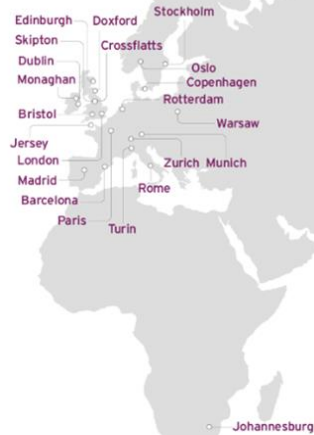 Stockholm
Edinburgh Doxford
Skipton
Crossflatts
Dublin
Oslo
Monaghan
Copenhagen
Rotterdam
Bristol
Warsaw
Jersey
London
Zurich Munich
Madrid
Rome
Barcelona
Paris
Turin
Johannesburg